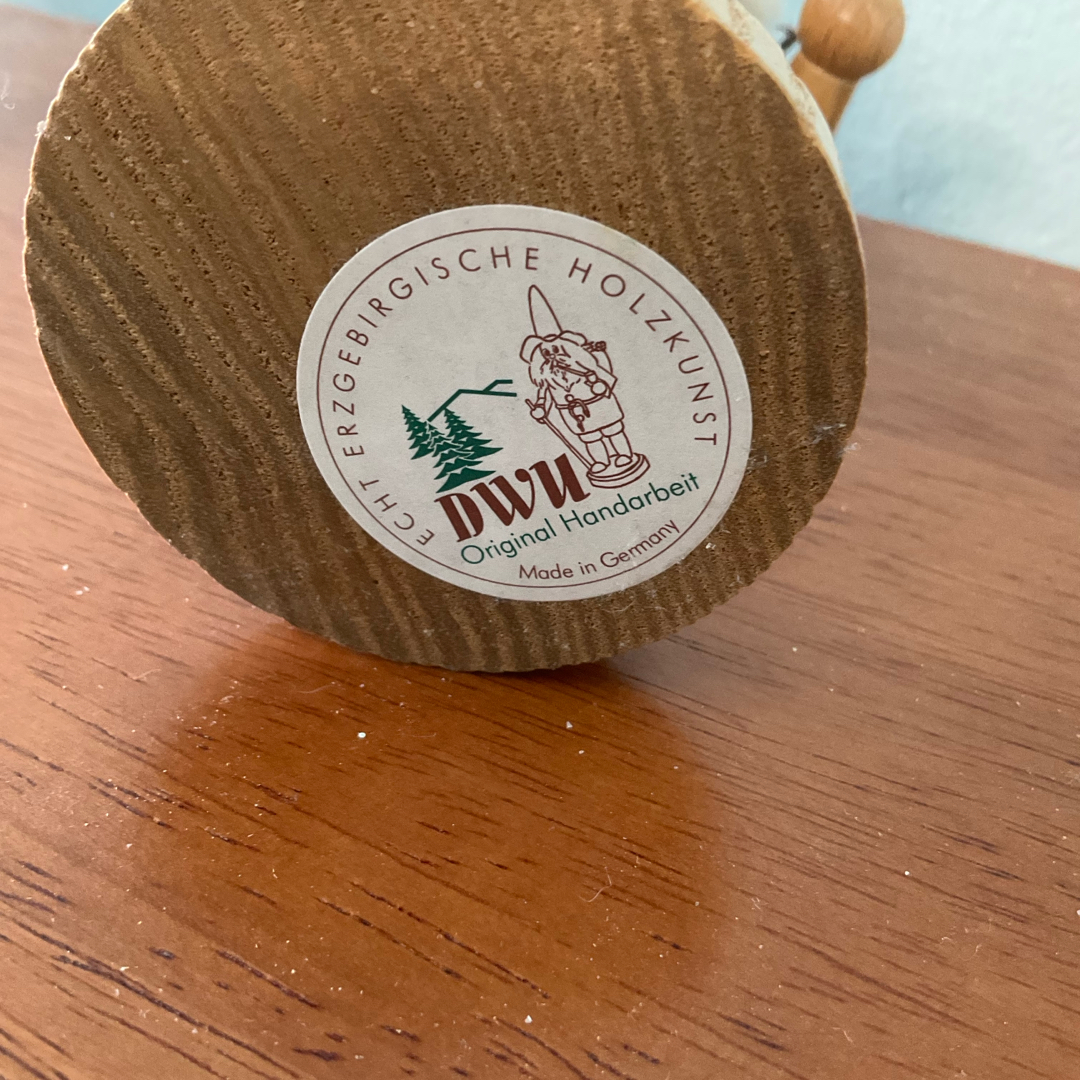 ECHT ERZGEBIRGISCHE HOLZKUNST
DWU
Original Handarbeit
Made in Germany